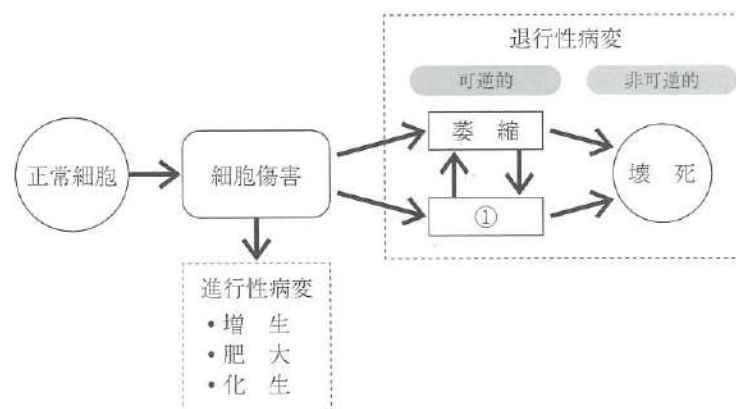 退行性病変
可逆的
非可逆的
正常細胞
細胞傷害
萎 縮
①
壊 死
進行性病変
• 増 生
• 肥 大
• 化 生